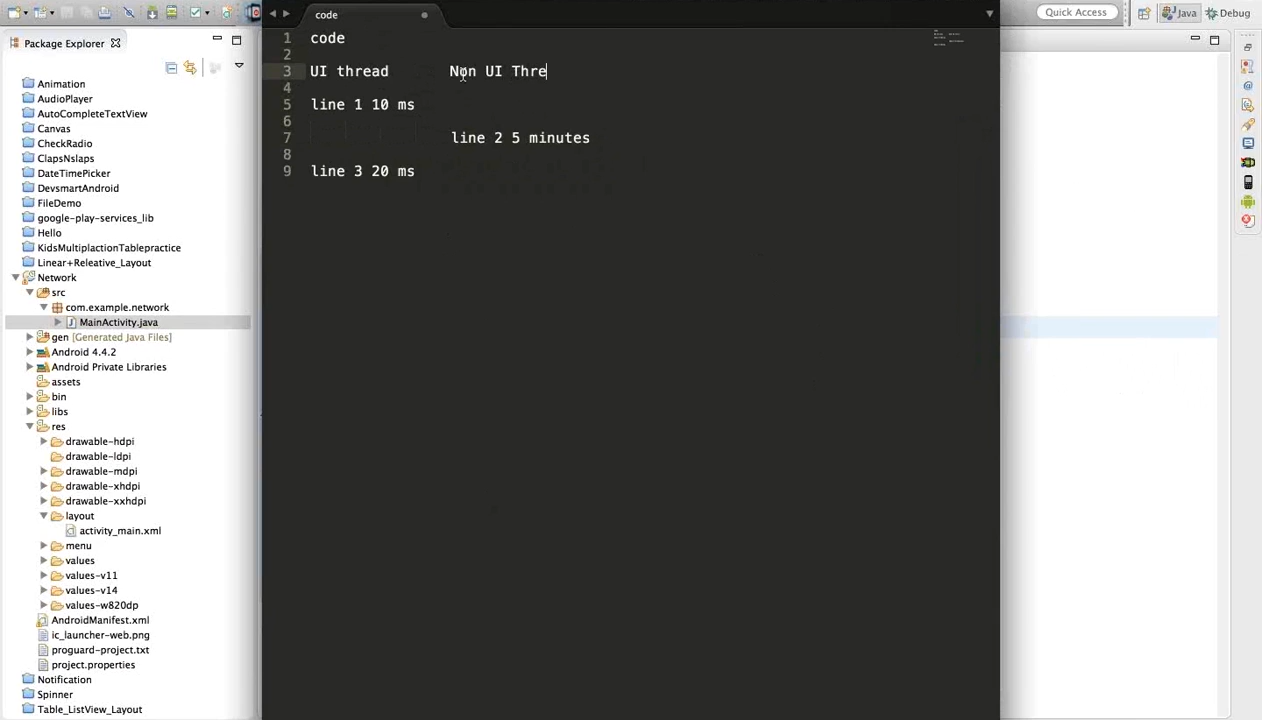 Package Explorer
Animation
AudioPlayer
AutoCompleteTextView
Canvas
CheckRadio
ClapsNslaps
DateTimePicker
DevsmartAndroid
FileDemo
google-play-services_lib
Hello
KidsMultiplactionTablepractice
Linear+Releative_Layout
Network
src
com.example.network
MainActivity.java
gen [Generated Java Files]
Android 4.4.2
Android Private Libraries
assets
bin
libs
res
drawable-hdpi
drawable-ldpi
drawable-mdpi
drawable-xhdpi
drawable-xxhdpi
layout
activity_main.xml
menu
values
values-v11
values-v14
values-w820dp
AndroidManifest.xml
ic_launcher-web.png
proguard-project.txt
project.properties
Notification
Spinner
Table_ListView_Layout
code
1 code
2
3 UI thread Non UI Thre
4
5 line 1 10 ms
6
7 line 2 5 minutes
8
9 line 3 20 ms
Quick Access
Java
Debug